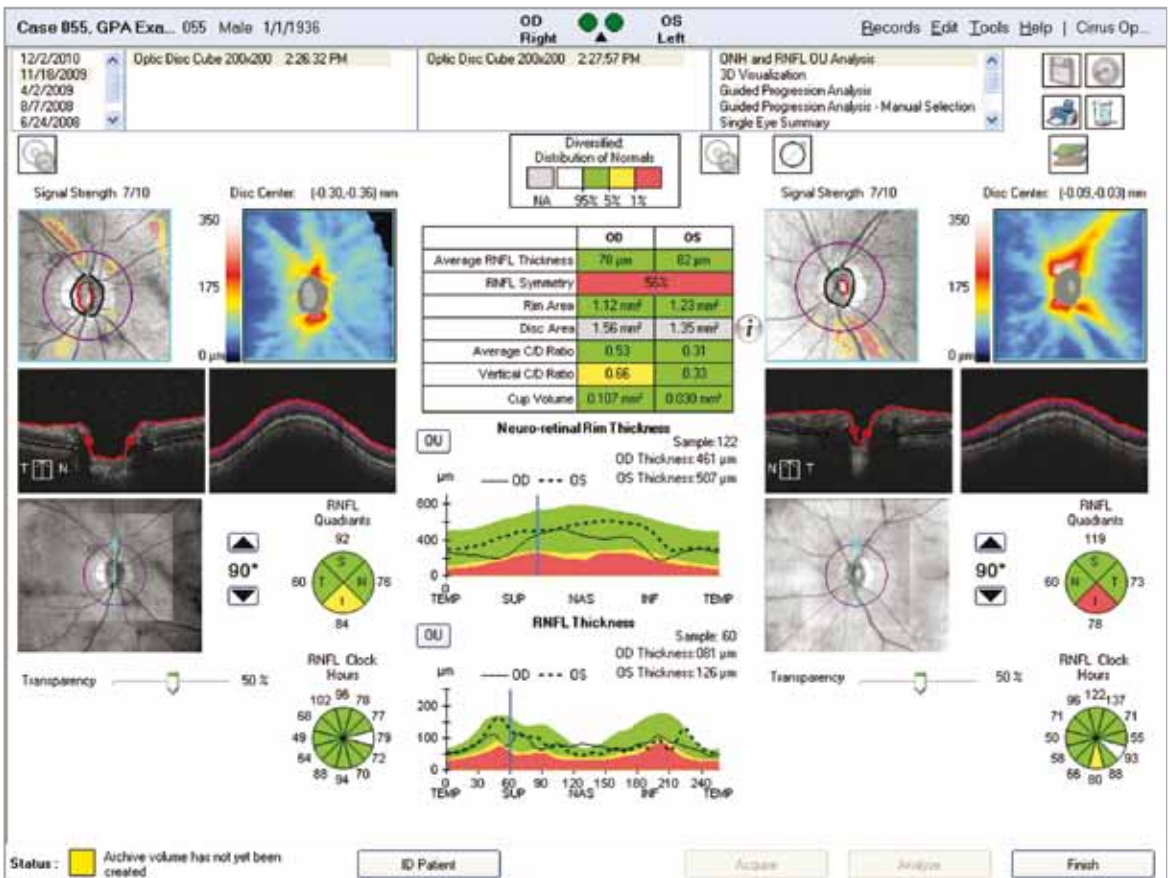 Case 055, GPA Exa... 055 Male 1/1/1936
OD
Right
OS
Left
Records Edit Tools Help | Cirrus Op...
12/2/2010
11/18/2009
4/2/2009
8/7/2008
6/24/2008
Optic Disc Cube 200x200 2:26:32 PM
Optic Disc Cube 200x200 2:27:57 PM
ONH and RNFL OU Analysis
3D Visualization
Guided Progression Analysis
Guided Progression Analysis - Manual Selection
Single Eye Summary
Diversified:
Distribution of Normals
NA 95% 5% 1%
Signal Strength 7/10
Disc Center: (-0.30,-0.36) mm
350
175
0 µm
OD OS
Average RNFL Thickness 78 µm 82 µm
RNFL Symmetry 56%
Rim Area 1.12 mm² 1.23 mm²
Disc Area 1.56 mm² 1.35 mm²
Average C/D Ratio 0.53 0.31
Vertical C/D Ratio 0.66 0.33
Cup Volume 0.107 mm³ 0.030 mm³
i
Signal Strength 7/10
Disc Center: (-0.09,-0.03) mm
350
175
0 µm
T N
N T
OU
Neuro-retinal Rim Thickness
Sample:122
OD Thickness:461 µm
OS Thickness:507 µm
µm
OD OS
800
400
0
0
TEMP SUP NAS INF TEMP
OU
RNFL Thickness
Sample: 60
OD Thickness:081 µm
OS Thickness:126 µm
µm
OD OS
200
100
0
0 30 60 90 120 150 180 210 240
TEMP SUP NAS INF TEMP
90°
RNFL
Quadrants
92
S
60 T N 76
I
84
Transparency 50 %
RNFL Clock
Hours
102 96 78
68 77
49 79
64 72
88 94 70
90°
RNFL
Quadrants
119
S
60 N T 73
I
78
Transparency 50 %
RNFL Clock
Hours
96 122 137
71 71
50 55
58 93
66 80 88
Status :
Archive volume has not yet been
created
ID Patient
Acquire
Analyze
Finish